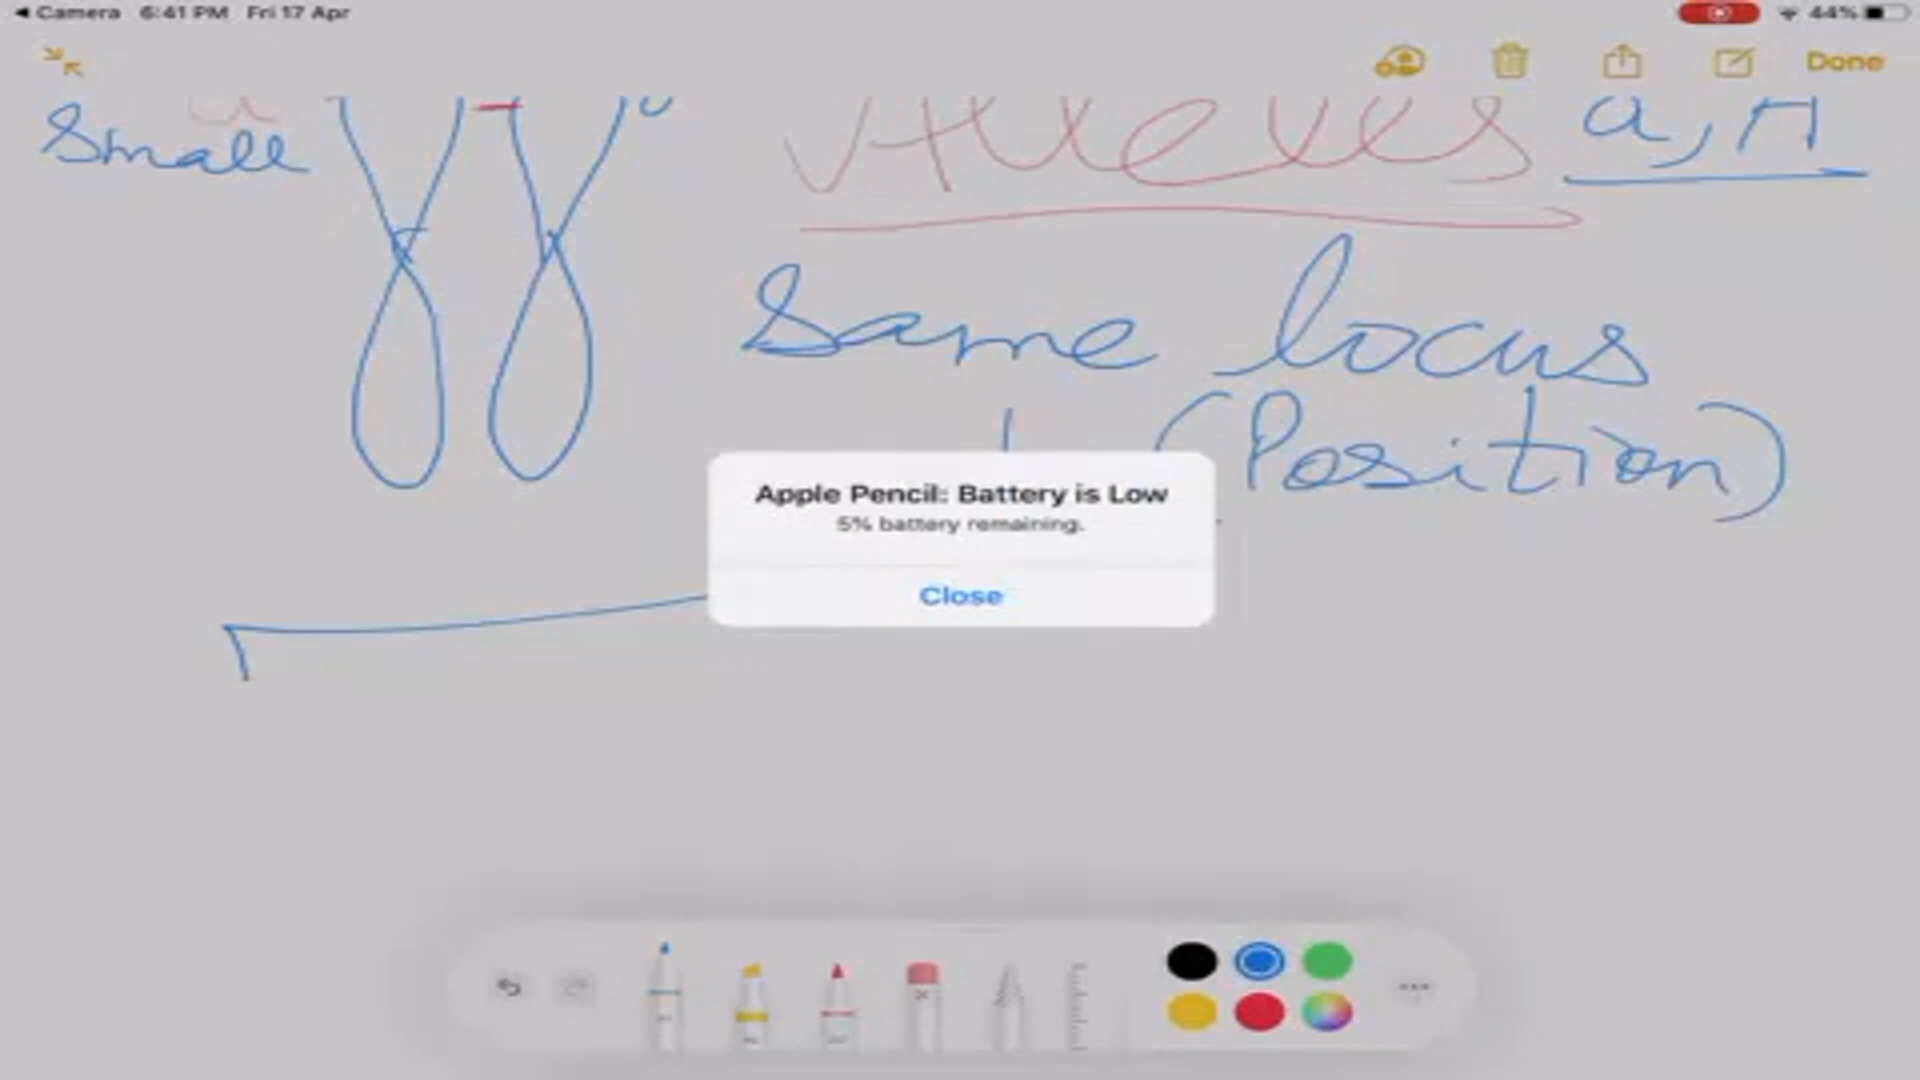 Camera 6:41 PM Fri 17 Apr 44%
Done
Small Alleles a,
Same locus
(Position)
Apple Pencil: Battery is Low
5% battery remaining.
Close